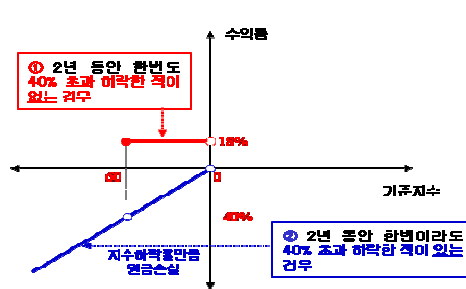 수익률
① 2년 동안 한번도
40% 초과 하락한 적이
없는 경우
기준지수
40%
② 2년 동안 한번이라도
40% 초과 하락한 적이 있는
경우
지수하락률만큼
원금손실